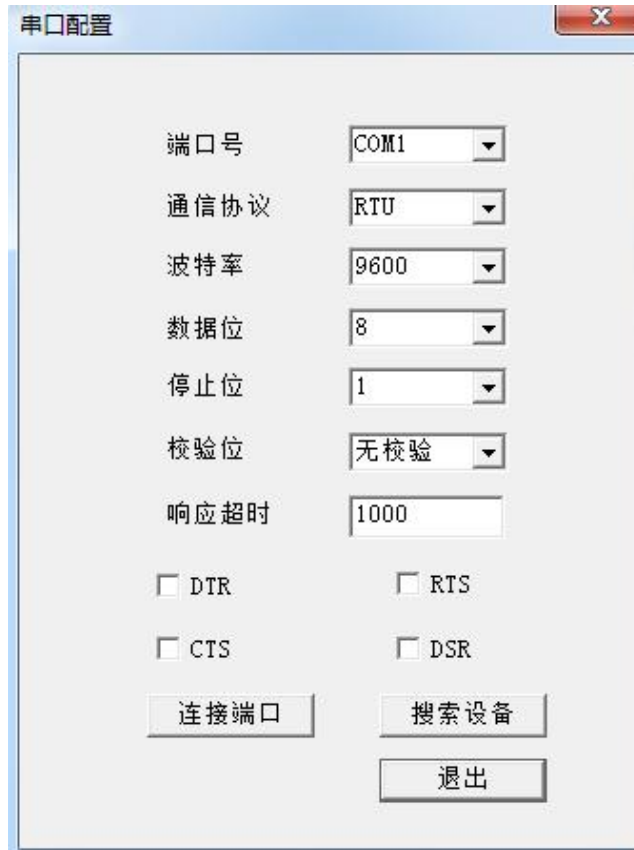 串口配置
端口号 COM1
通信协议 RTU
波特率 9600
数据位 8
停止位 1
校验位 无校验
响应超时 1000
DTR RTS
CTS DSR
连接端口 搜索设备
退出